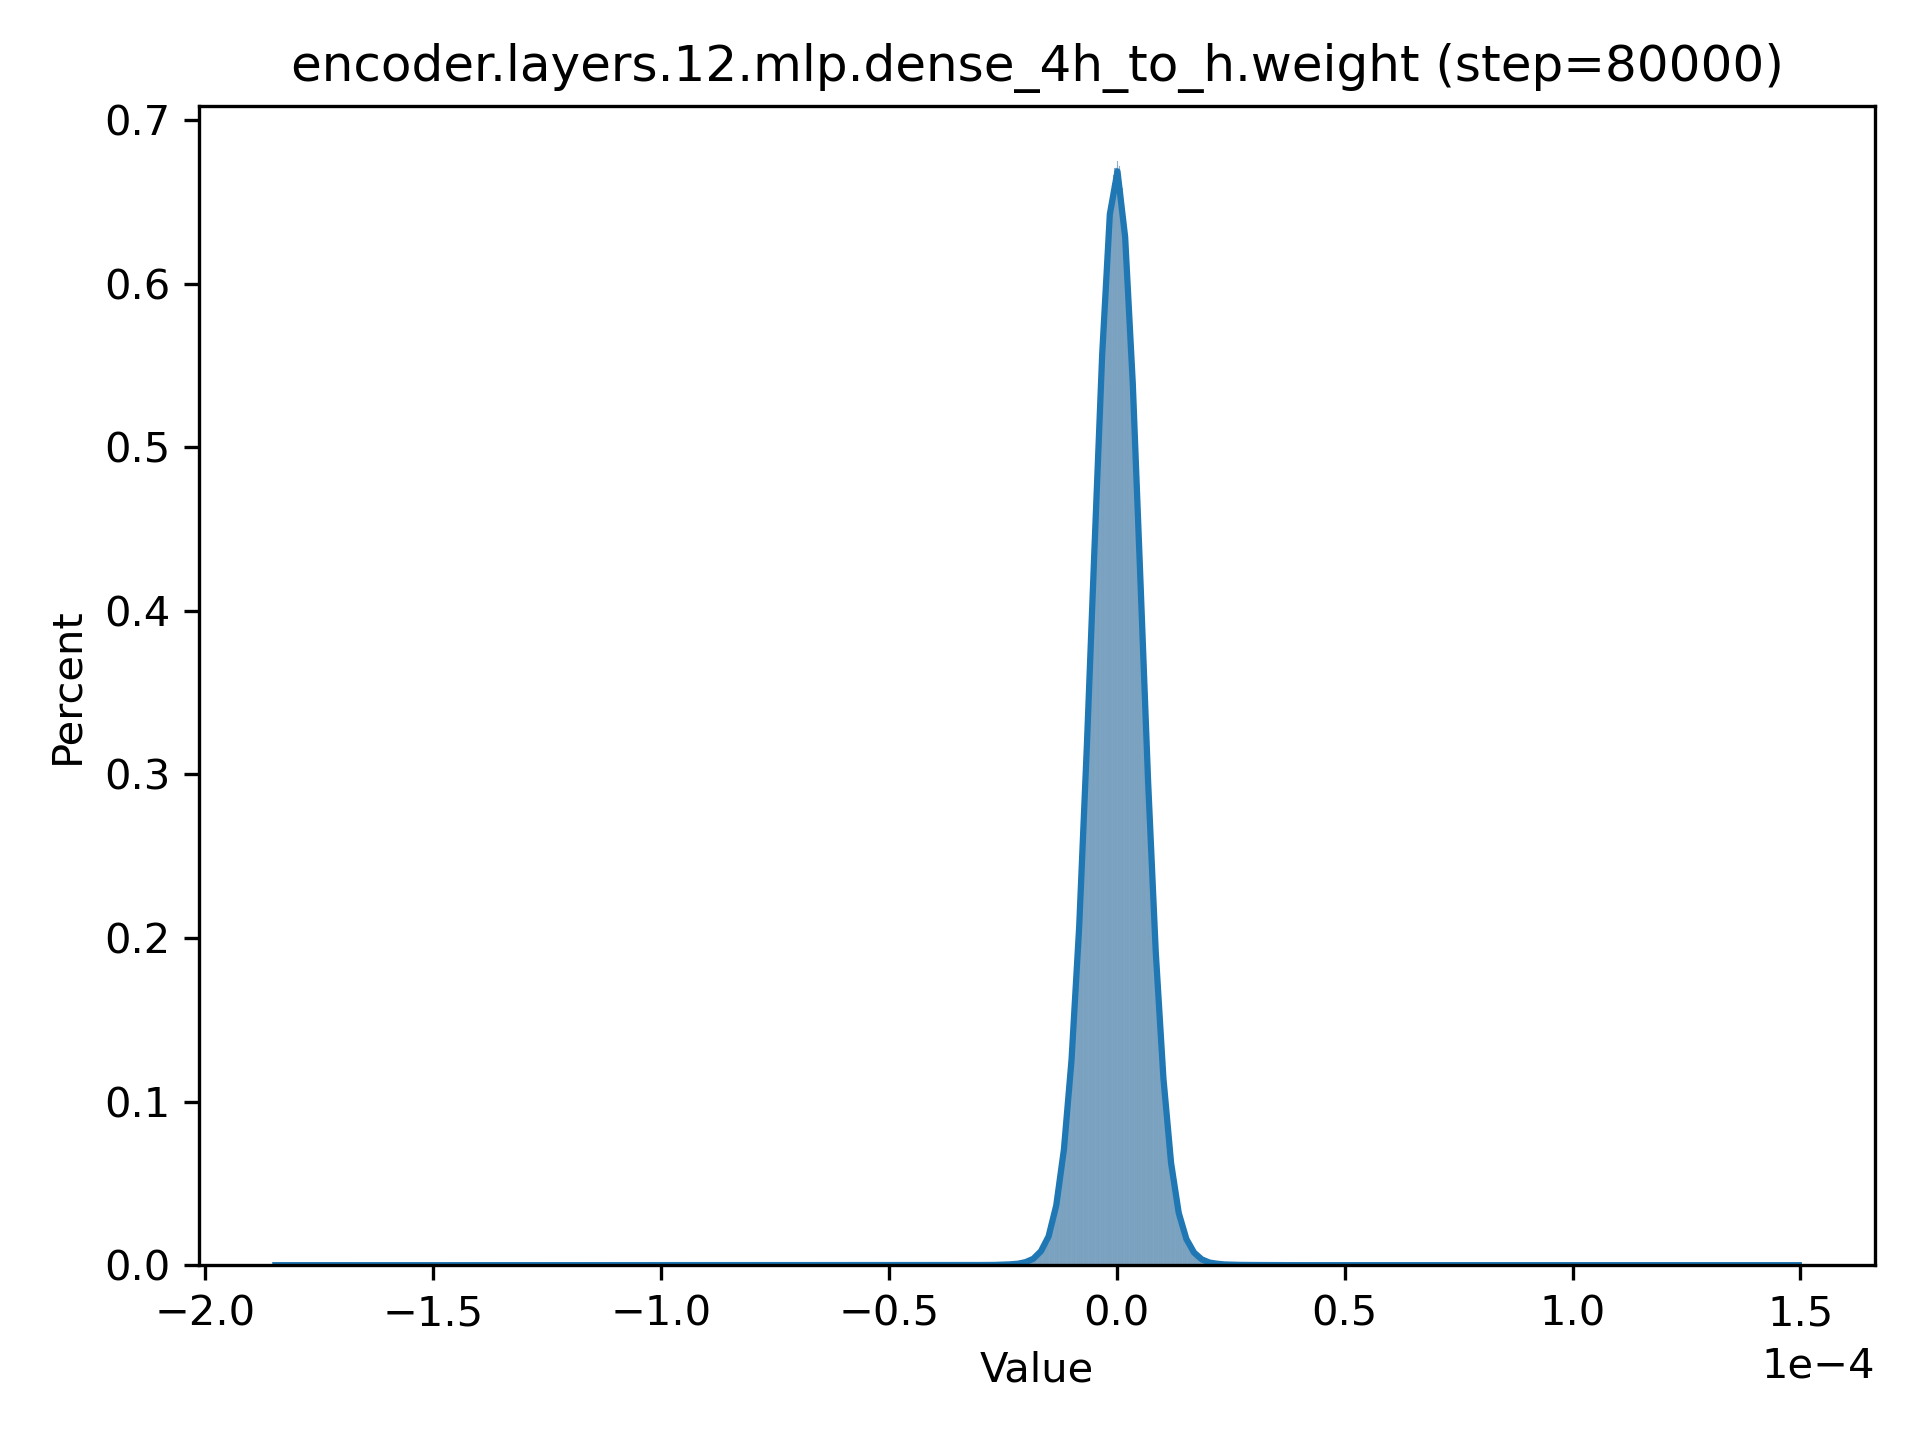 encoder.layers.12.mlp.dense_4h_to_h.weight (step=80000)
0.7
0.6
0.5
0.4
0.3
0.2
0.1
0.0
Percent
−2.0 −1.5 −1.0 −0.5 0.0 0.5 1.0 1.5
1e−4
Value